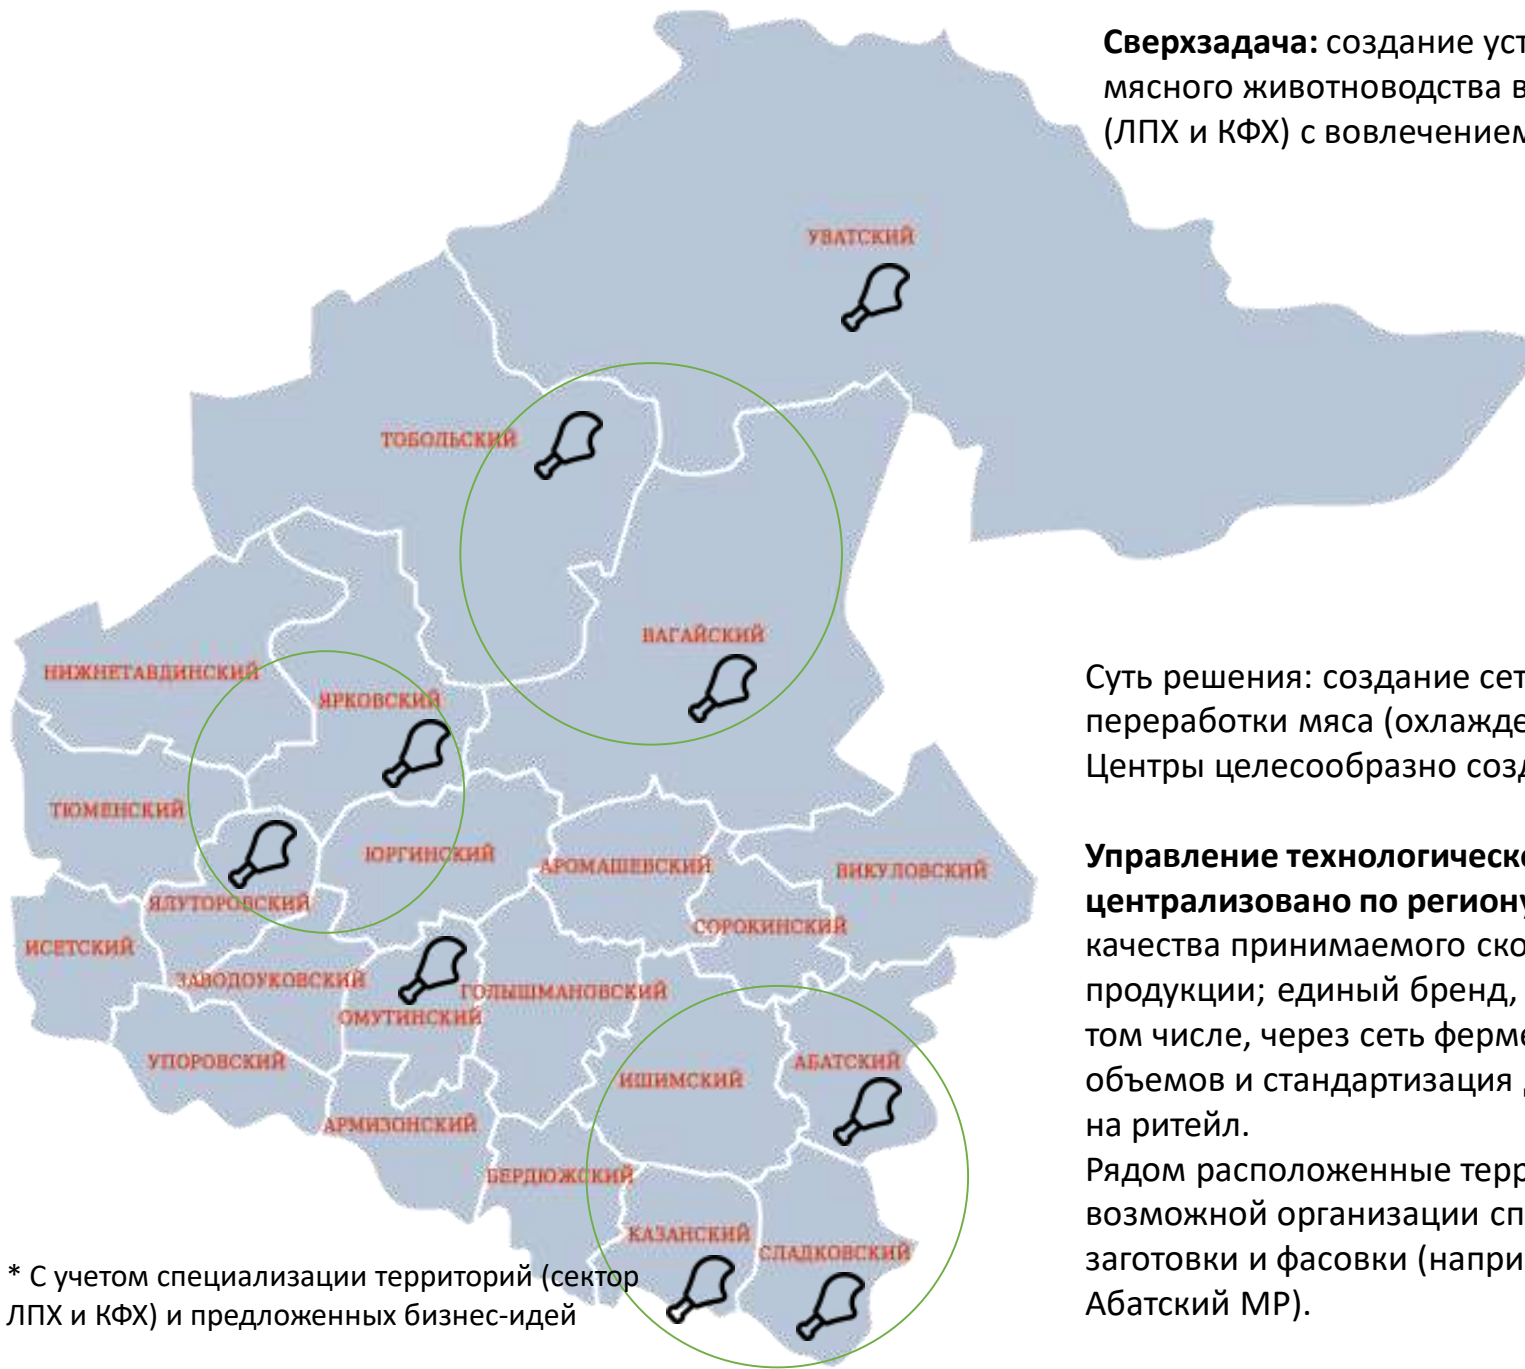 Сверхзадача: создание уст
мясного животноводства в
(ЛПХ и КФХ) с вовлечением
УВАТСКИЙ
ТОБОЛЬСКИЙ
ВАГАЙСКИЙ
НИЖНЕТАВДИНСКИЙ
ЯРКОВСКИЙ
ТЮМЕНСКИЙ
ЮРГИНСКИЙ
АРОМАШЕВСКИЙ
ВИКУЛОВСКИЙ
ЯЛУТОРОВСКИЙ
СОРОКИНСКИЙ
ИСЕТСКИЙ
ЗАВОДОУКОВСКИЙ
ГОЛЫШМАНОВСКИЙ
ОМУТИНСКИЙ
УПОРОВСКИЙ
ИШИМСКИЙ
АБАТСКИЙ
АРМИЗОНСКИЙ
БЕРДЮЖСКИЙ
КАЗАНСКИЙ
СЛАДКОВСКИЙ
Суть решения: создание сет
переработки мяса (охлажде
Центры целесообразно созд
Управление технологическо
централизовано по региону
качества принимаемого ско
продукции; единый бренд,
том числе, через сеть ферме
объемов и стандартизация
на ритейл.
Рядом расположенные терр
возможной организации сп
заготовки и фасовки (напри
Абатский МР).
* С учетом специализации территорий (сектор
ЛПХ и КФХ) и предложенных бизнес-идей